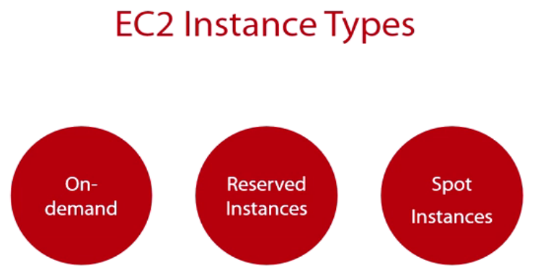 EC2 Instance Types
On-
demand
Reserved
Instances
Spot
Instances